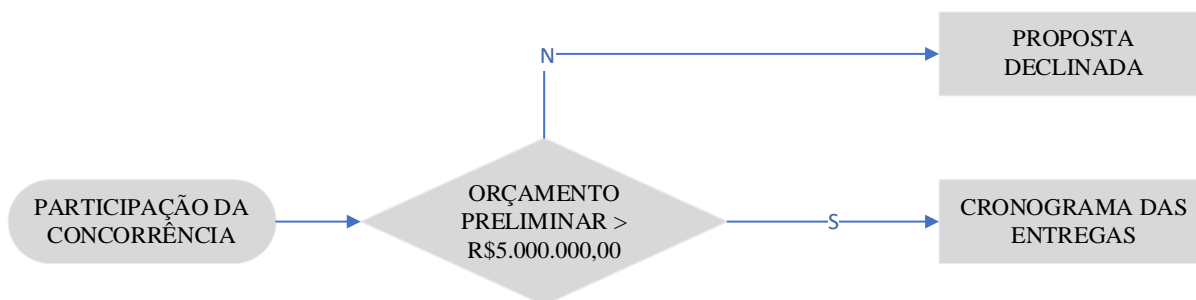 N
PROPOSTA
DECLINADA
PARTICIPAÇÃO DA
CONCORRÊNCIA
ORÇAMENTO
PRELIMINAR >
R$5.000.000,00
S
CRONOGRAMA DAS
ENTREGAS